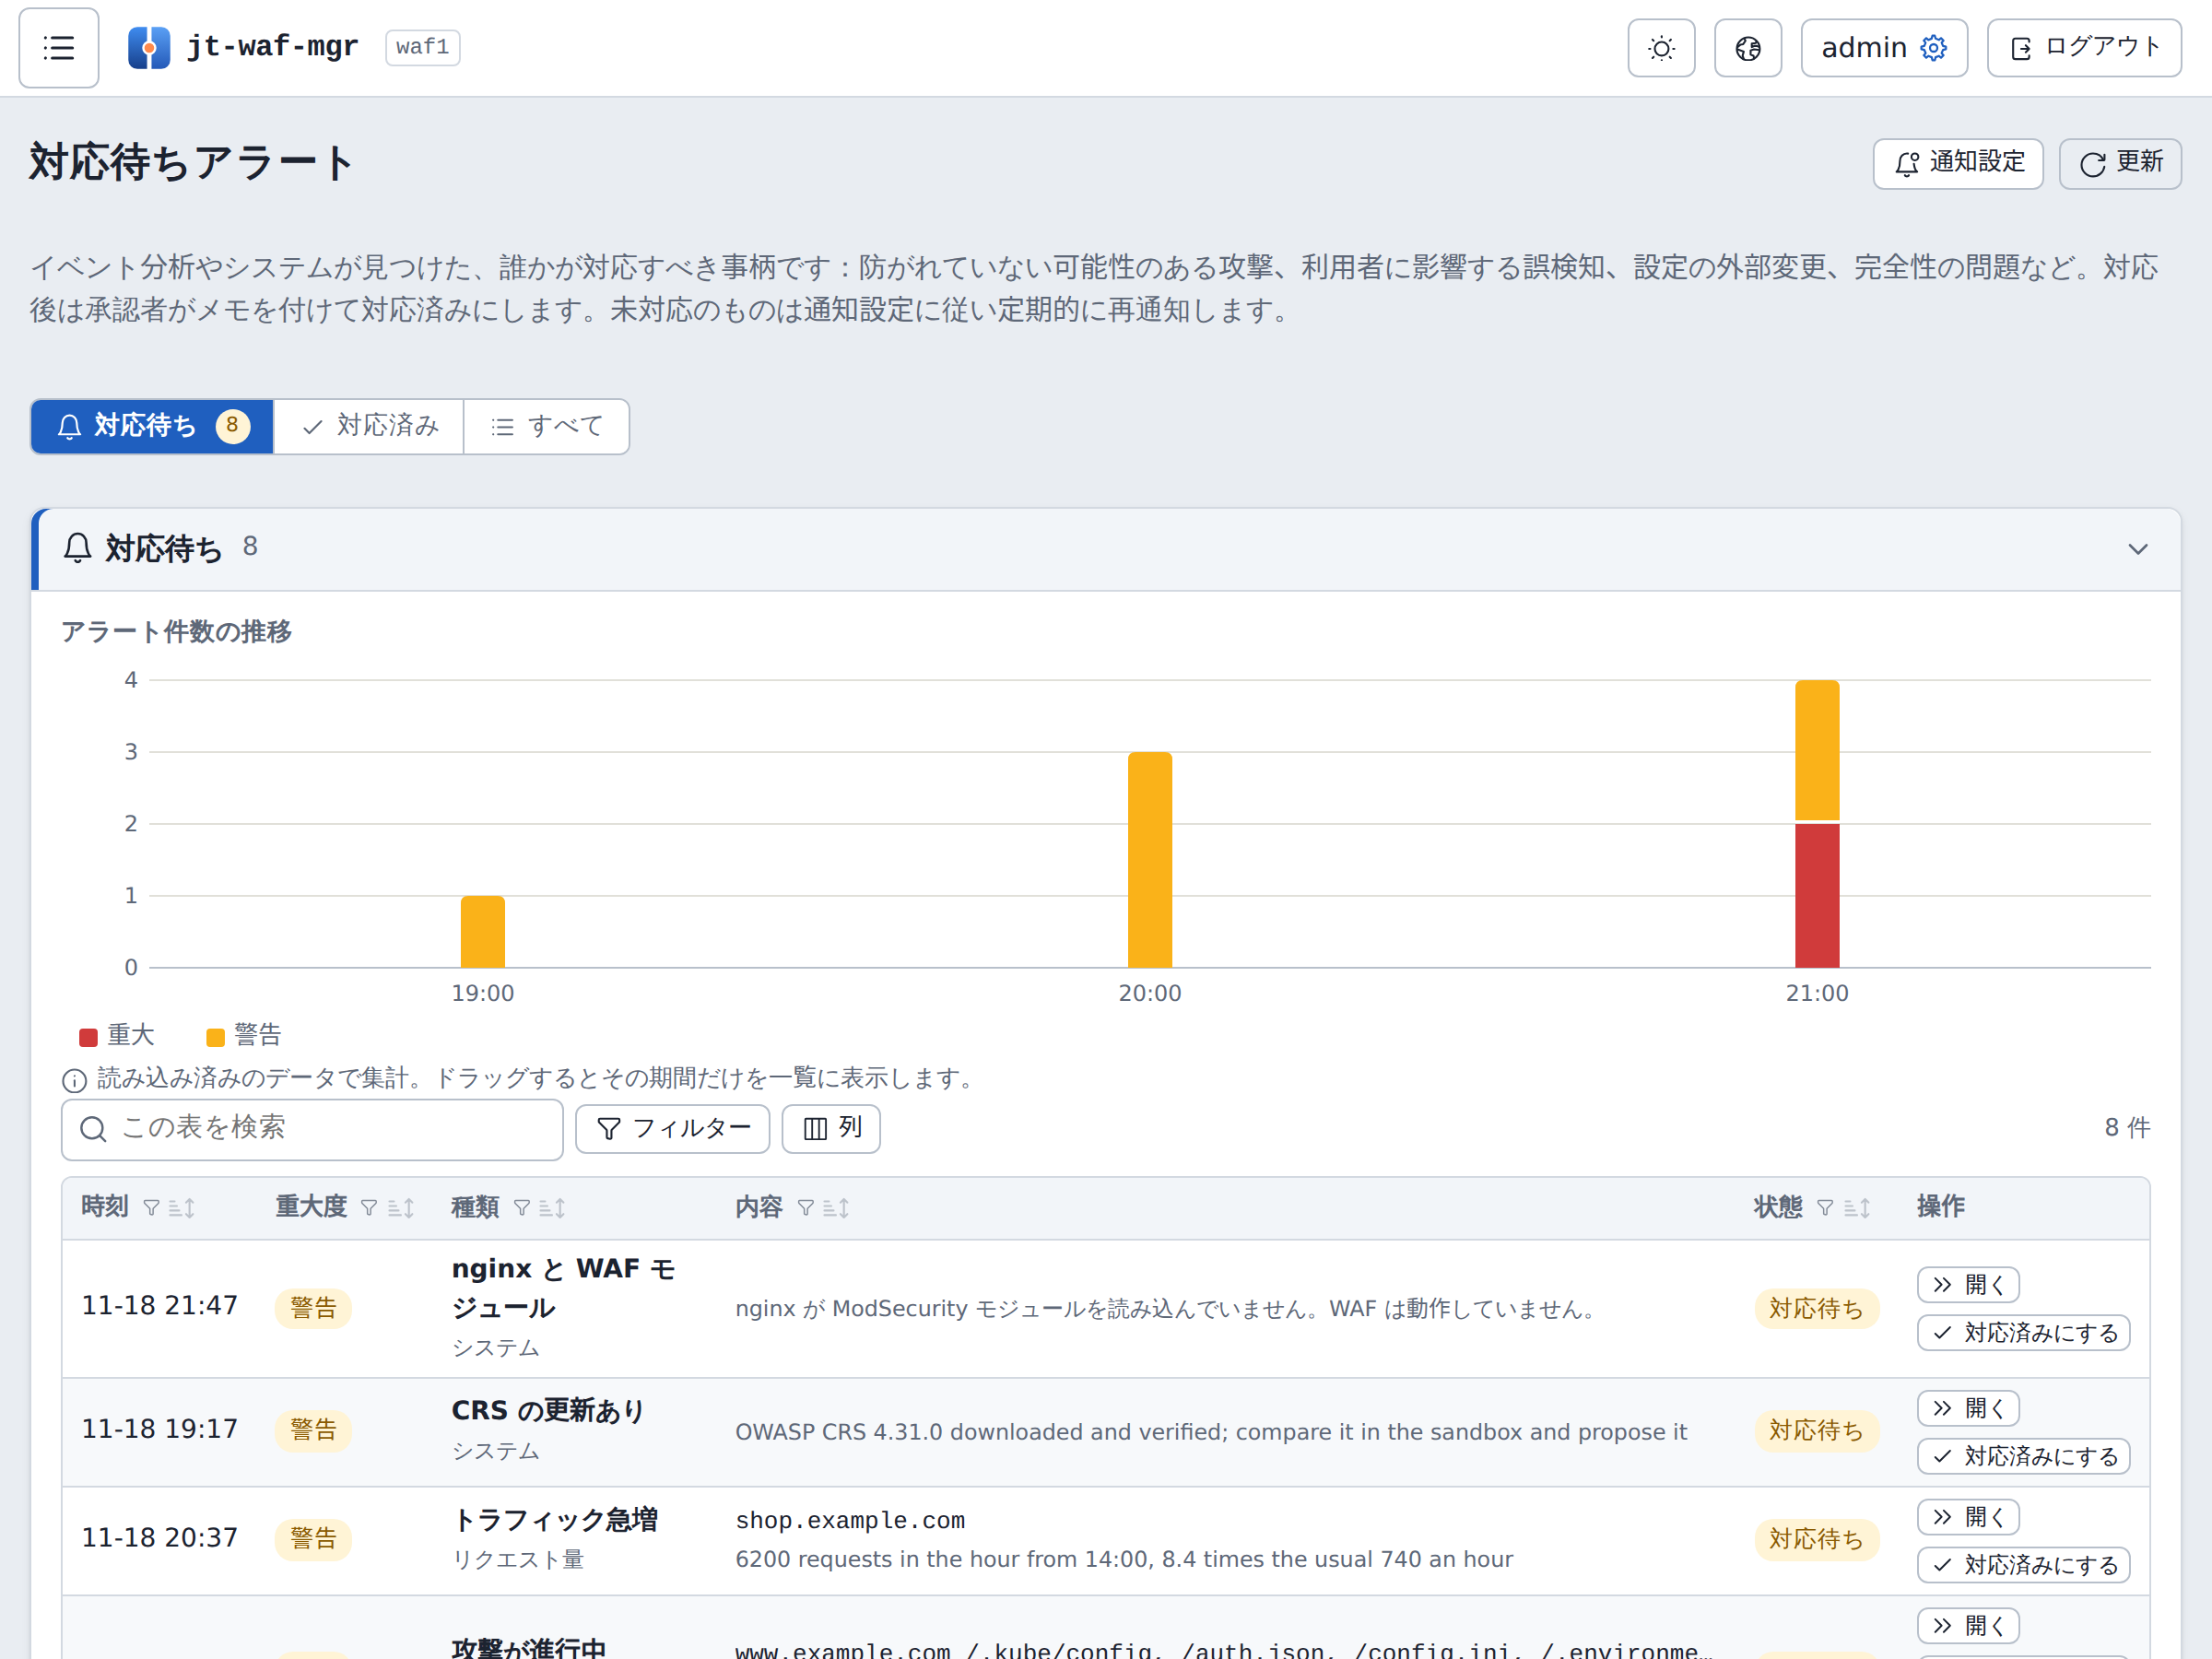 jt-waf-mgr waf1 admin ログアウト
対応待ちアラート 通知設定 更新
イベント分析やシステムが見つけた、誰かが対応すべき事柄です：防がれていない可能性のある攻撃、利用者に影響する誤検知、設定の外部変更、完全性の問題など。対応
後は承認者がメモを付けて対応済みにします。未対応のものは通知設定に従い定期的に再通知します。
対応待ち 8 対応済み すべて
対応待ち 8
アラート件数の推移
4
3
2
1
0
19:00 20:00 21:00
重大 警告
読み込み済みのデータで集計。ドラッグするとその期間だけを一覧に表示します。
この表を検索 フィルター 列 8 件
時刻 重大度 種類 内容 状態 操作
11-18 21:47 警告 nginx と WAF モ
ジュール
システム
nginx が ModSecurity モジュールを読み込んでいません。WAF は動作していません。
対応待ち
開く
対応済みにする
11-18 19:17 警告 CRS の更新あり
システム
OWASP CRS 4.31.0 downloaded and verified; compare it in the sandbox and propose it
対応待ち
開く
対応済みにする
11-18 20:37 警告 トラフィック急増
リクエスト量
shop.example.com
6200 requests in the hour from 14:00, 8.4 times the usual 740 an hour
対応待ち
開く
対応済みにする
攻撃が進行中
www.example.com /.kube/config, /auth.json, /config.ini, /.environme…
開く